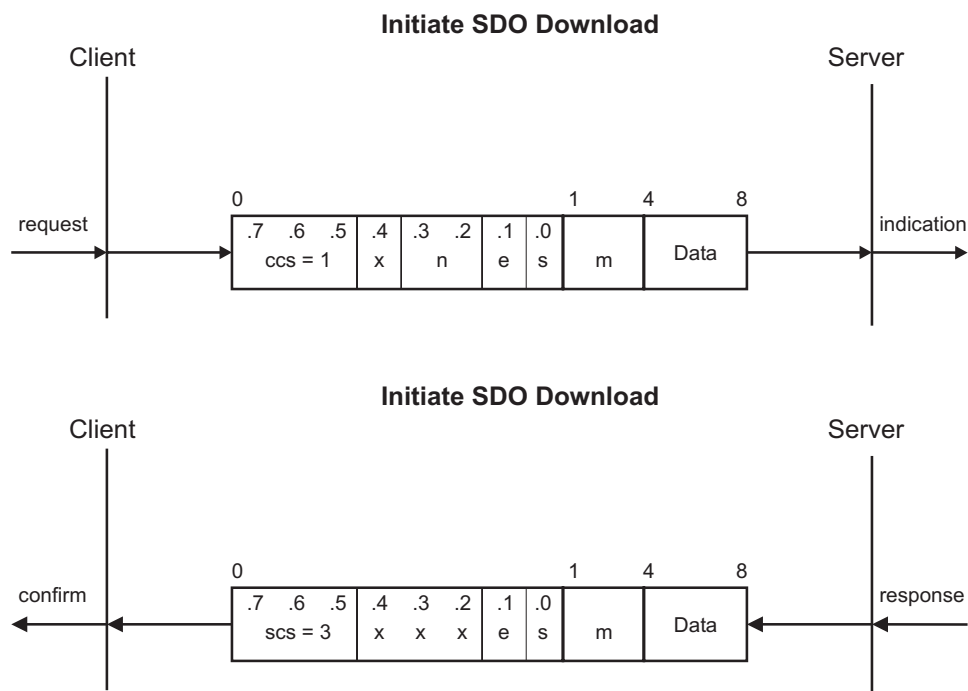 Initiate SDO Download
Client Server
0 1 4 8
request indication
.7 .6 .5 .4 .3 .2 .1 .0
ccs = 1 x n e s m Data
Initiate SDO Download
Client Server
0 1 4 8
confirm response
.7 .6 .5 .4 .3 .2 .1 .0
scs = 3 x x x e s m Data